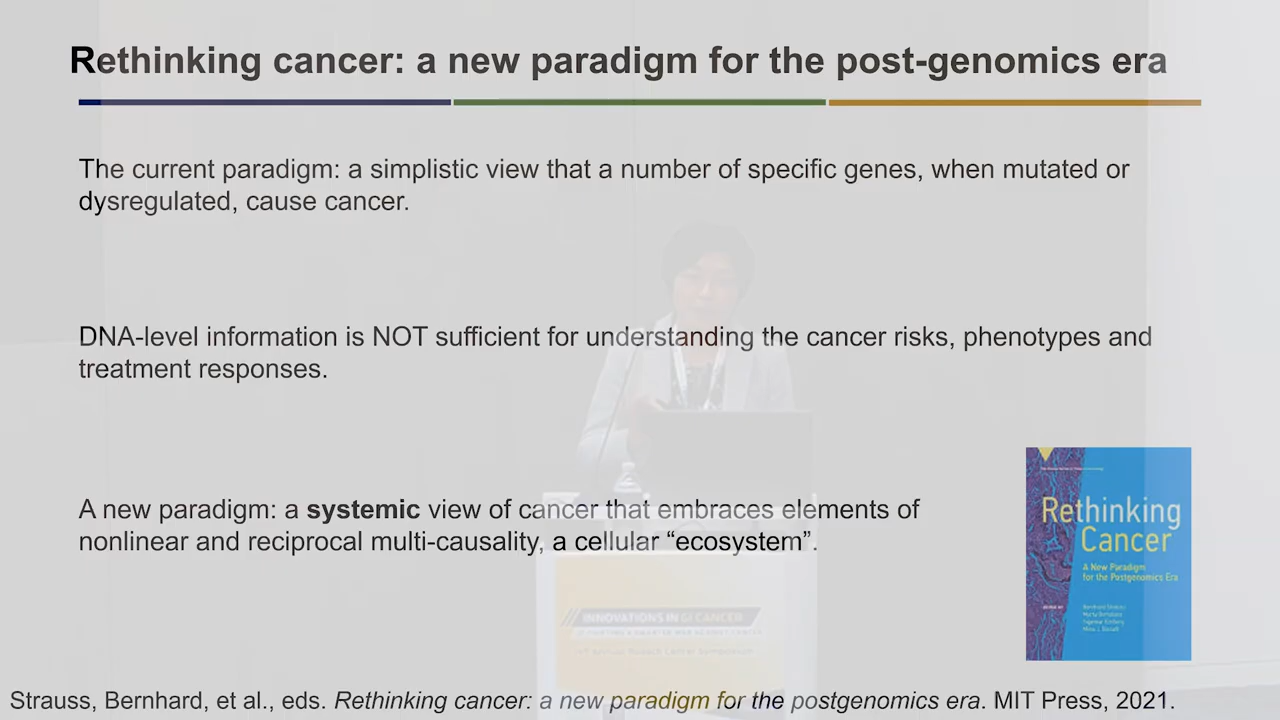 Rethinking cancer: a new paradigm for the post-genomics era
The current paradigm: a simplistic view that a number of specific genes, when mutated or
dysregulated, cause cancer.
DNA-level information is NOT sufficient for understanding the cancer risks, phenotypes and
treatment responses.
A new paradigm: a systemic view of cancer that embraces elements of
nonlinear and reciprocal multi-causality, a cellular “ecosystem”.
Rethinking
Cancer
A New Paradigm
for the Postgenomics Era
INNOVATIONS IN GI CANCER
Strauss, Bernhard, et al., eds. Rethinking cancer: a new paradigm for the postgenomics era. MIT Press, 2021.